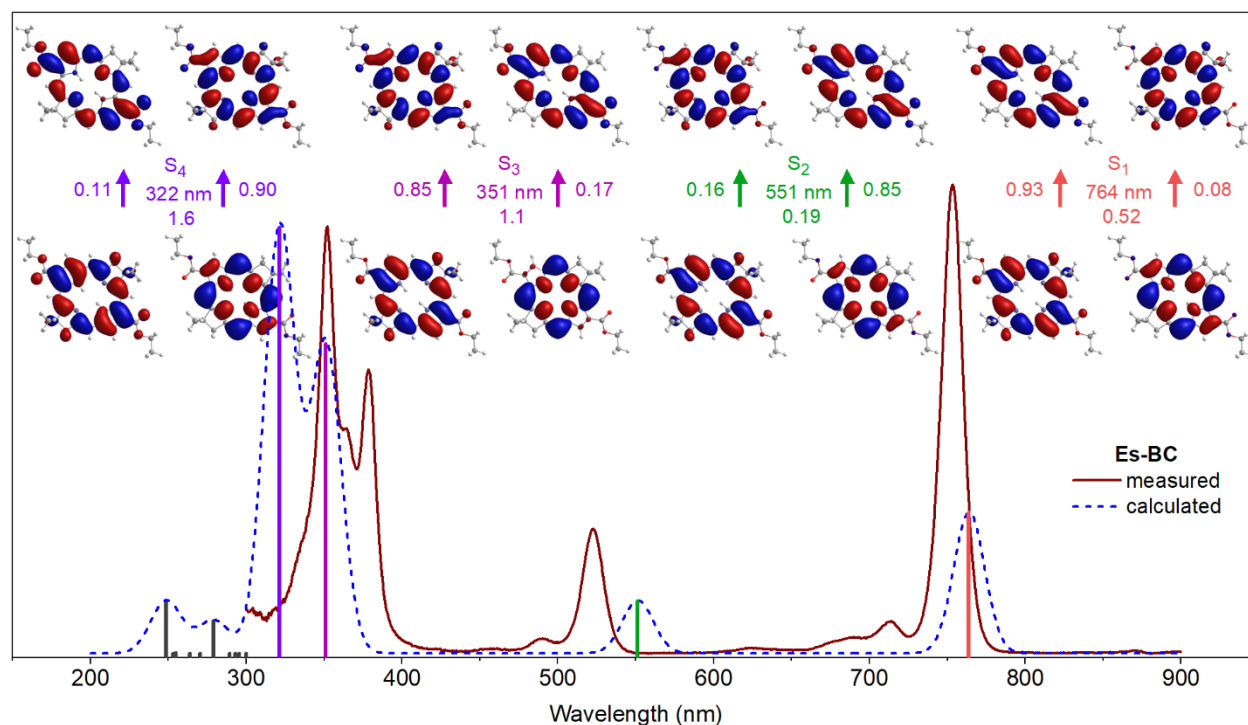 S4
0.11 322 nm 0.90
1.6
S3
0.85 351 nm 0.17
1.1
S2
0.16 551 nm 0.85
0.19
S1
0.93 764 nm 0.08
0.52
Es-BC
measured
calculated
200 300 400 500 600 700 800 900
Wavelength (nm)